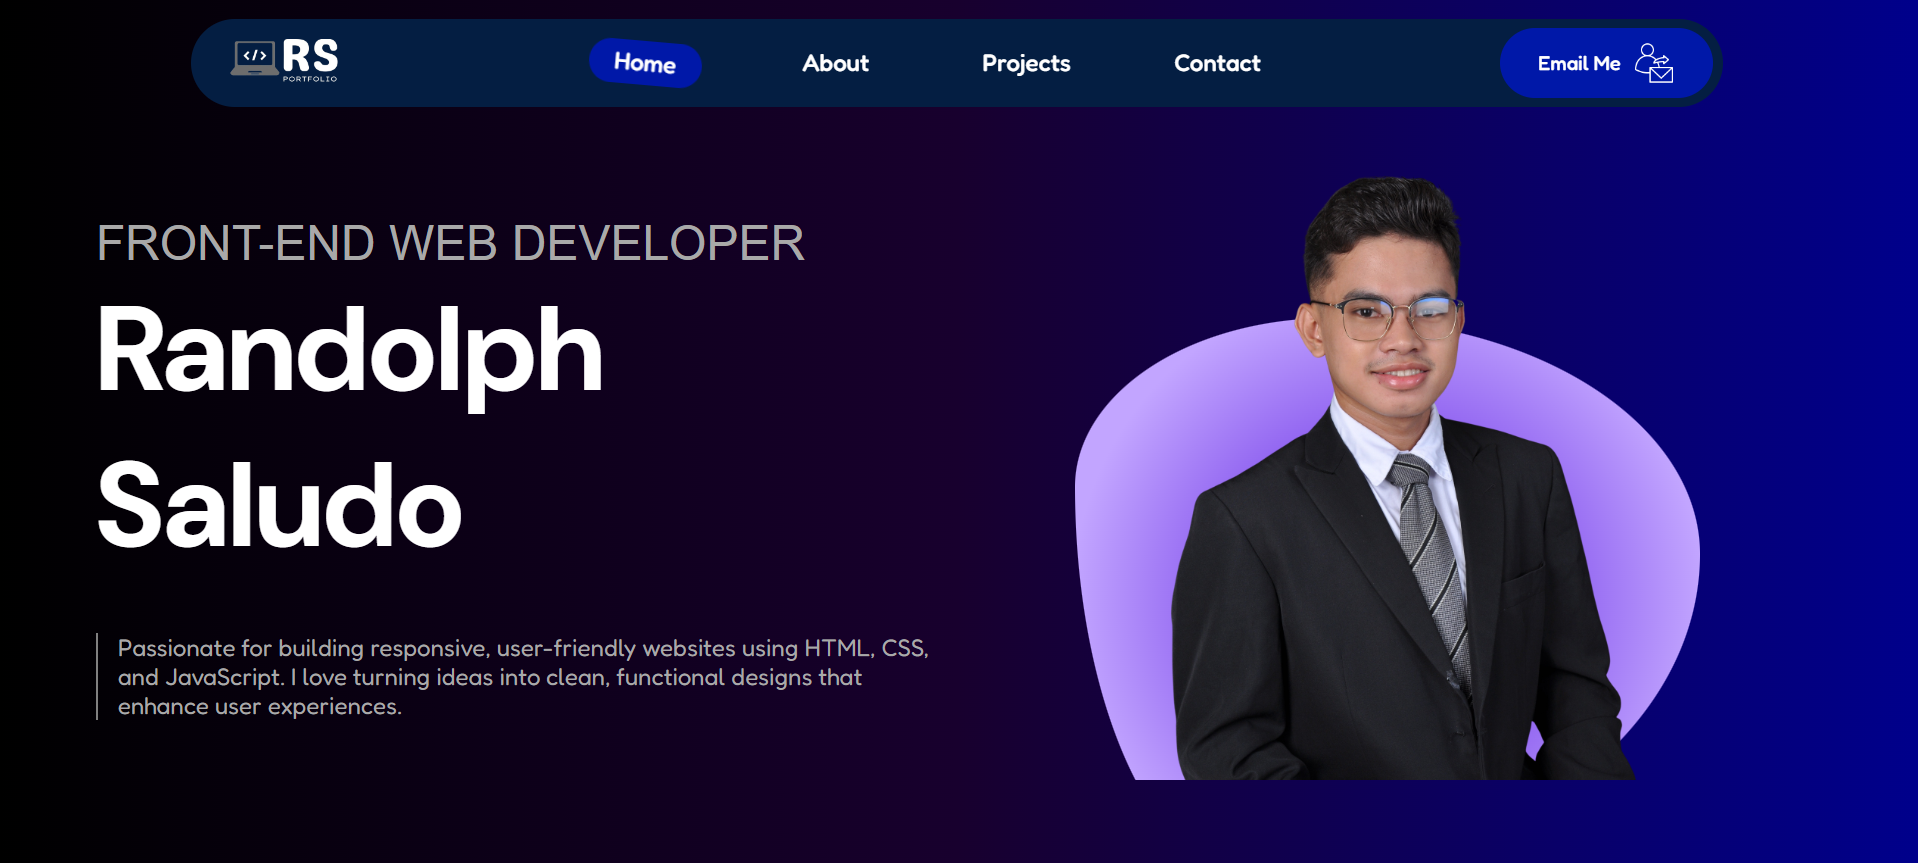 </> RS
PORTFOLIO
Home
About
Projects
Contact
Email Me
FRONT-END WEB DEVELOPER
Randolph
Saludo
Passionate for building responsive, user-friendly websites using HTML, CSS,
and JavaScript. I love turning ideas into clean, functional designs that
enhance user experiences.